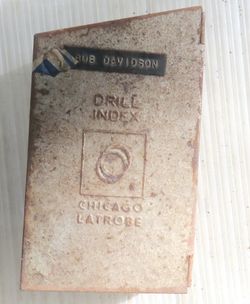 BOB DAVIDSON
DRILL
INDEX
CHICAGO
LATROBE